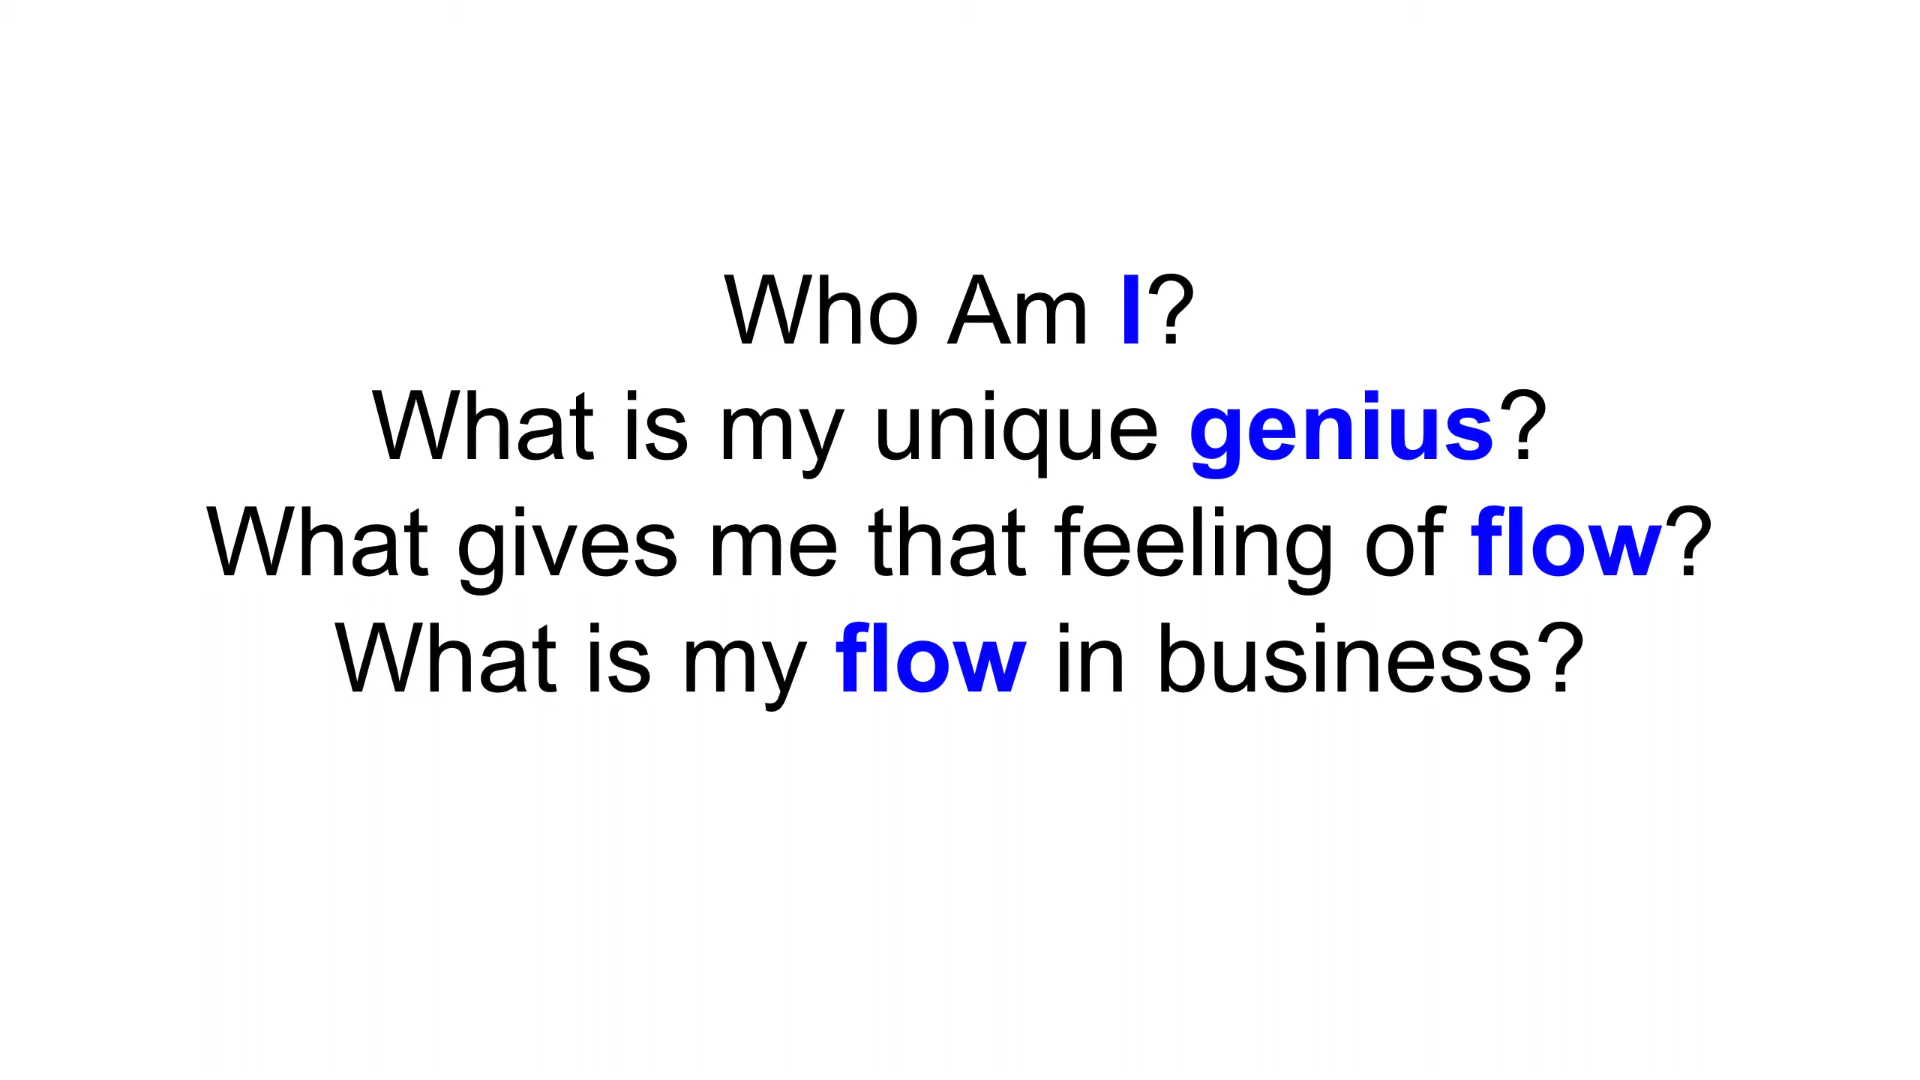 Who Am I?
What is my unique genius?
What gives me that feeling of flow?
What is my flow in business?